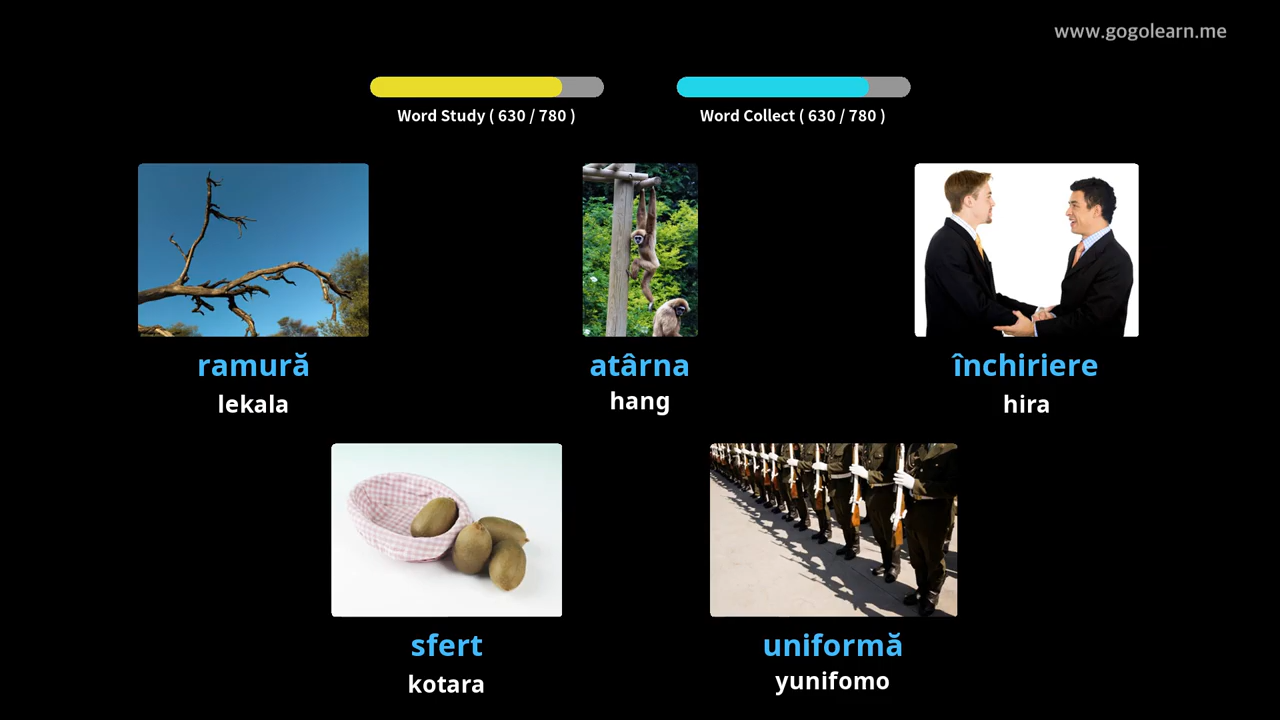 www.gogolearn.me
Word Study ( 630 / 780 )
Word Collect ( 630 / 780 )
ramură
lekala
atârna
hang
închiriere
hira
sfert
kotara
uniformă
yunifomo